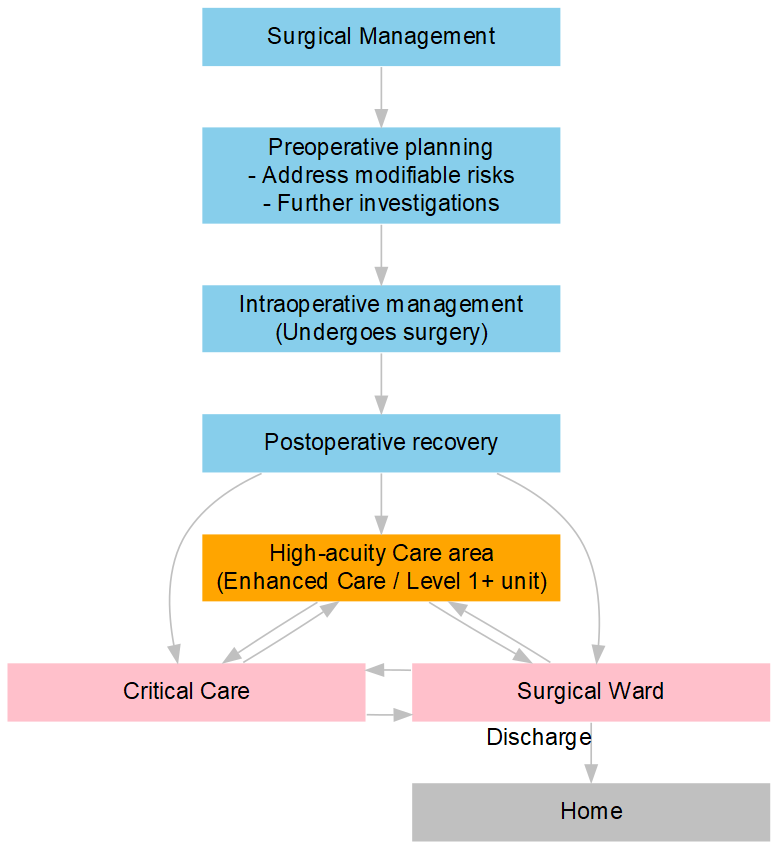 Surgical Management
Preoperative planning
- Address modifiable risks
- Further investigations
Intraoperative management
(Undergoes surgery)
Postoperative recovery
High-acuity Care area
(Enhanced Care / Level 1+ unit)
Critical Care
Surgical Ward
Discharge
Home